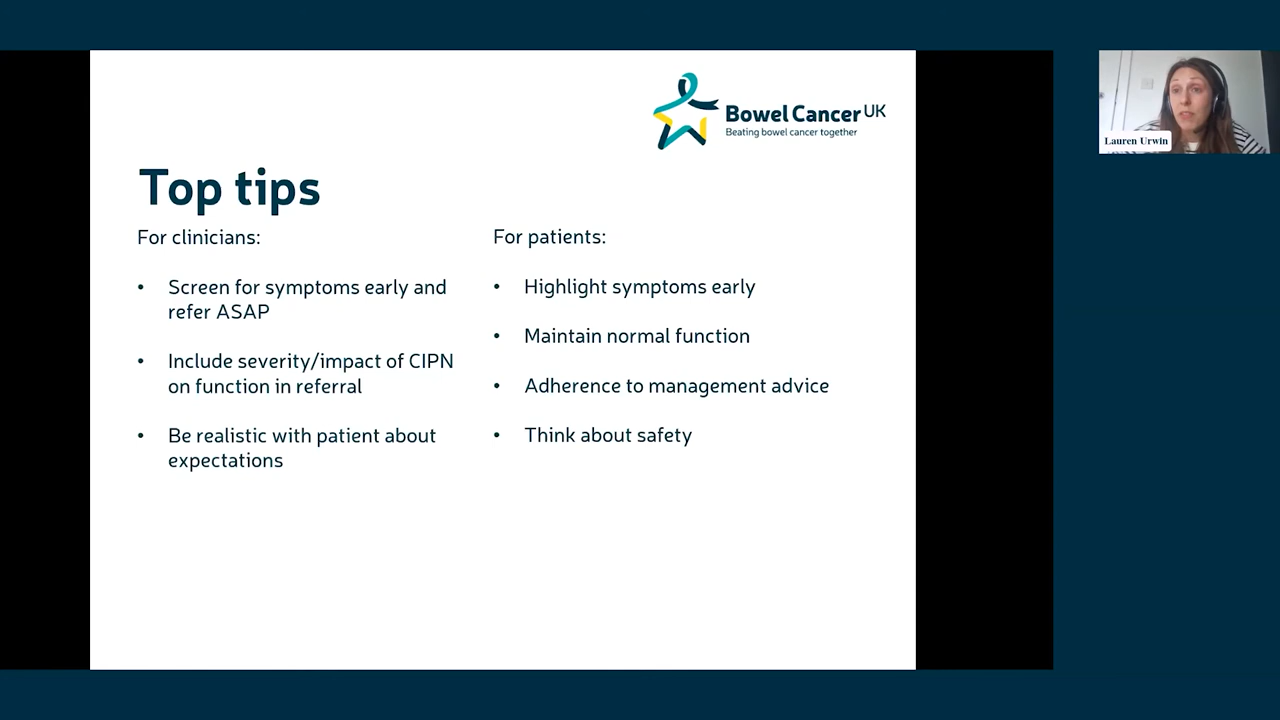 Bowel Cancer UK
Beating bowel cancer together
Top tips
For clinicians:
• Screen for symptoms early and
refer ASAP
• Include severity/impact of CIPN
on function in referral
• Be realistic with patient about
expectations
For patients:
• Highlight symptoms early
• Maintain normal function
• Adherence to management advice
• Think about safety
Lauren Urwin